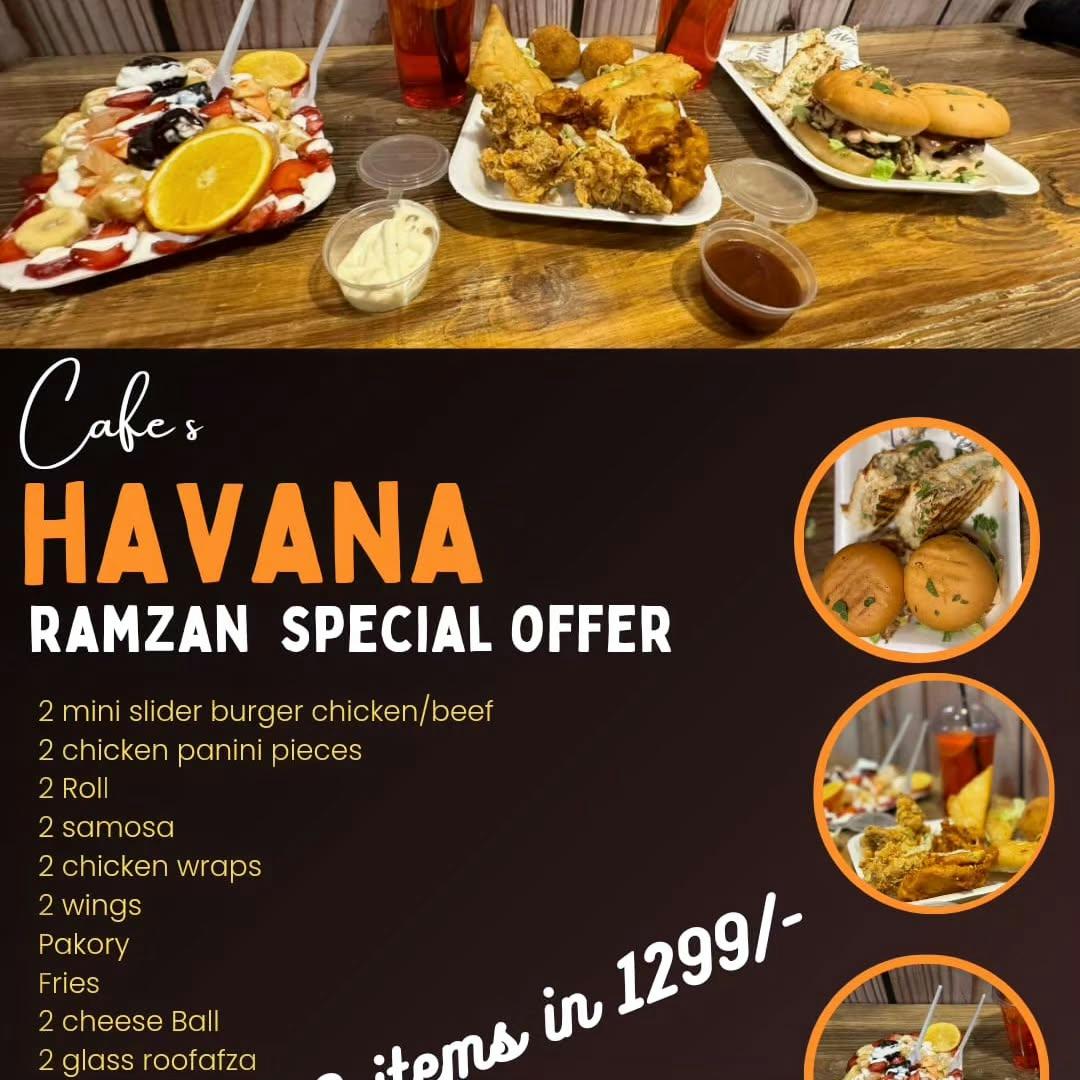 Cafe s
HAVANA
RAMZAN SPECIAL OFFER
2 mini slider burger chicken/beef
2 chicken panini pieces
2 Roll
2 samosa
2 chicken wraps
2 wings
Pakory
Fries
2 cheese Ball
2 glass roofafza
items in 1299/-